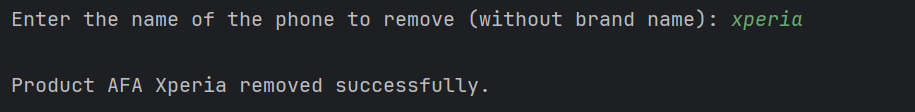 Enter the name of the phone to remove (without brand name): xperia
Product AFA Xperia removed successfully.